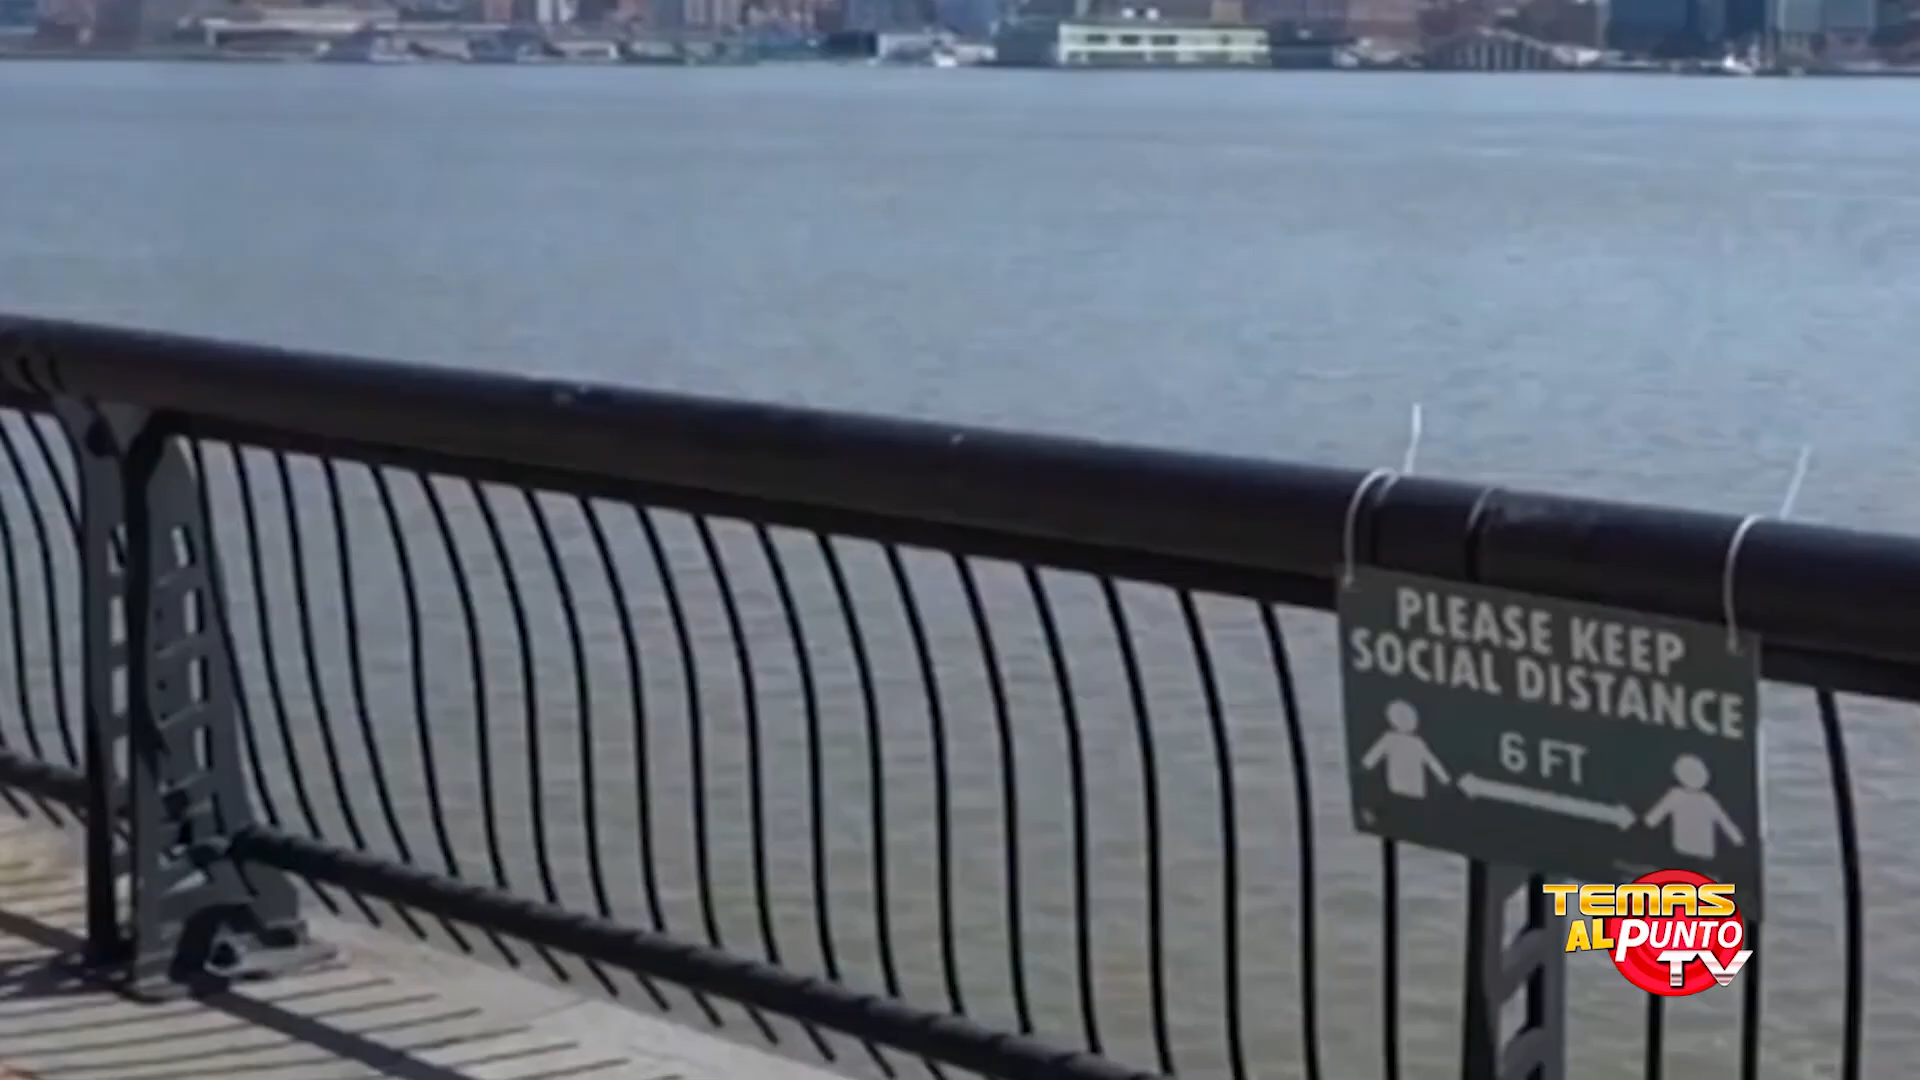 PLEASE KEEP
SOCIAL DISTANCE
6 FT
TEMAS
AL PUNTO
TV